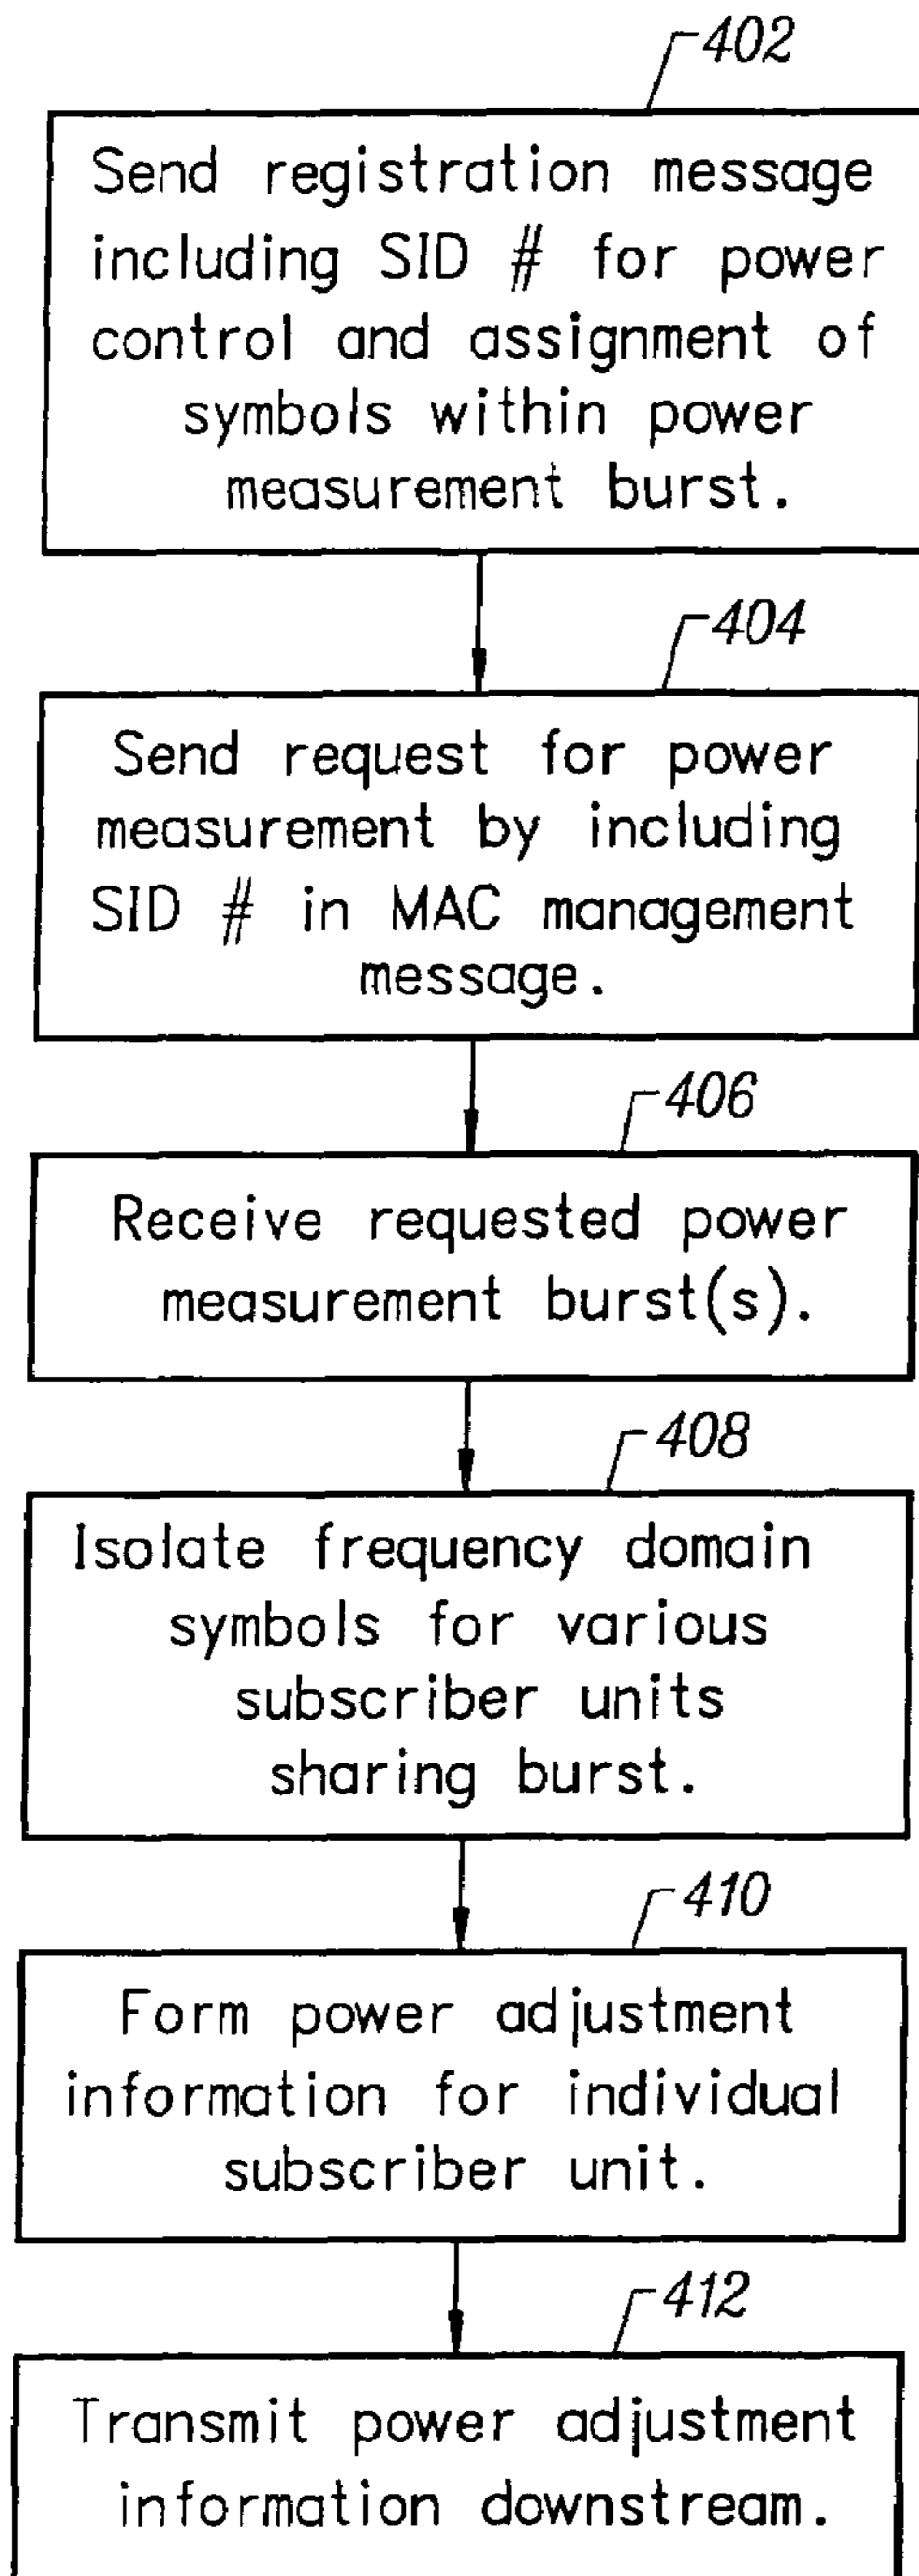 402
Send registration message
including SID # for power
control and assignment of
symbols within power
measurement burst.
404
Send request for power
measurement by including
SID # in MAC management
message.
406
Receive requested power
measurement burst(s).
408
Isolate frequency domain
symbols for various
subscriber units
sharing burst.
410
Form power adjustment
information for individual
subscriber unit.
412
Transmit power adjustment
information downstream.